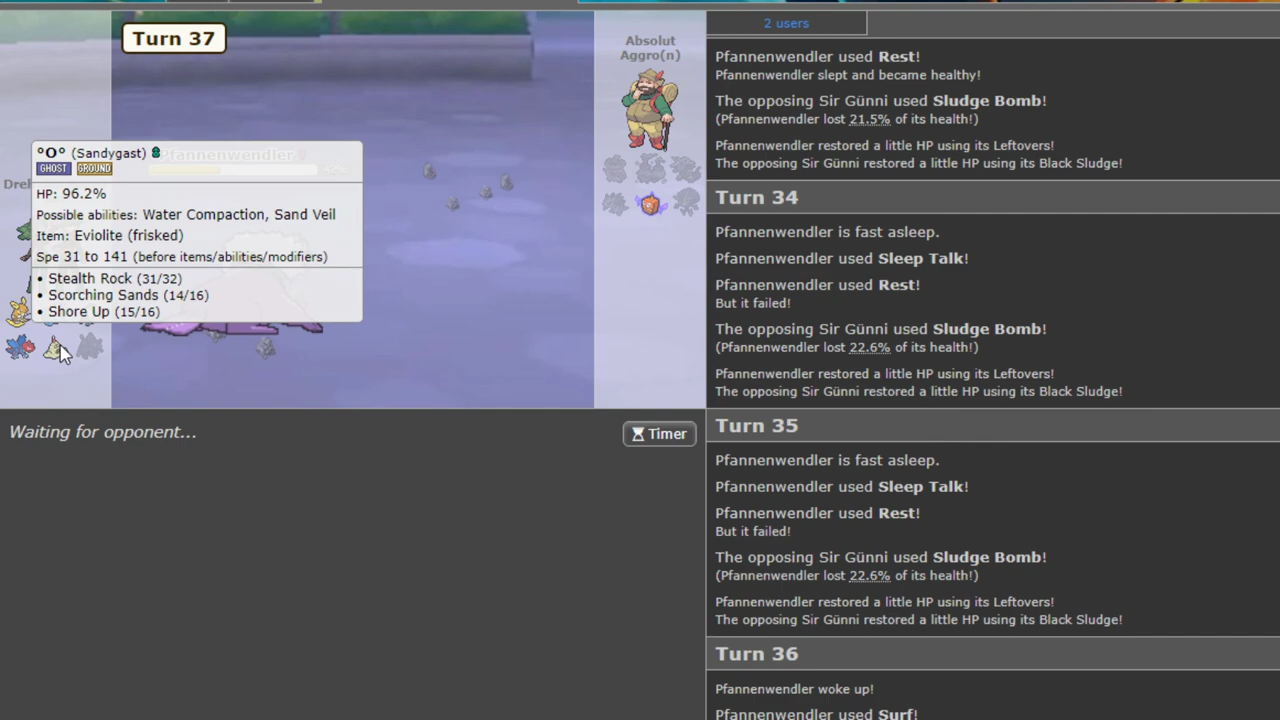 Turn 37
Absolut
Aggro(n)
°O° (Sandygast)
GHOST GROUND
HP: 96.2%
Possible abilities: Water Compaction, Sand Veil
Item: Eviolite (frisked)
Spe 31 to 141 (before items/abilities/modifiers)
• Stealth Rock (31/32)
• Scorching Sands (14/16)
• Shore Up (15/16)
Pfannenwendler
Waiting for opponent...
Timer
2 users
Pfannenwendler used Rest!
Pfannenwendler slept and became healthy!
The opposing Sir Günni used Sludge Bomb!
(Pfannenwendler lost 21.5% of its health!)
Pfannenwendler restored a little HP using its Leftovers!
The opposing Sir Günni restored a little HP using its Black Sludge!
Turn 34
Pfannenwendler is fast asleep.
Pfannenwendler used Sleep Talk!
Pfannenwendler used Rest!
But it failed!
The opposing Sir Günni used Sludge Bomb!
(Pfannenwendler lost 22.6% of its health!)
Pfannenwendler restored a little HP using its Leftovers!
The opposing Sir Günni restored a little HP using its Black Sludge!
Turn 35
Pfannenwendler is fast asleep.
Pfannenwendler used Sleep Talk!
Pfannenwendler used Rest!
But it failed!
The opposing Sir Günni used Sludge Bomb!
(Pfannenwendler lost 22.6% of its health!)
Pfannenwendler restored a little HP using its Leftovers!
The opposing Sir Günni restored a little HP using its Black Sludge!
Turn 36
Pfannenwendler woke up!
Pfannenwendler used Surf!